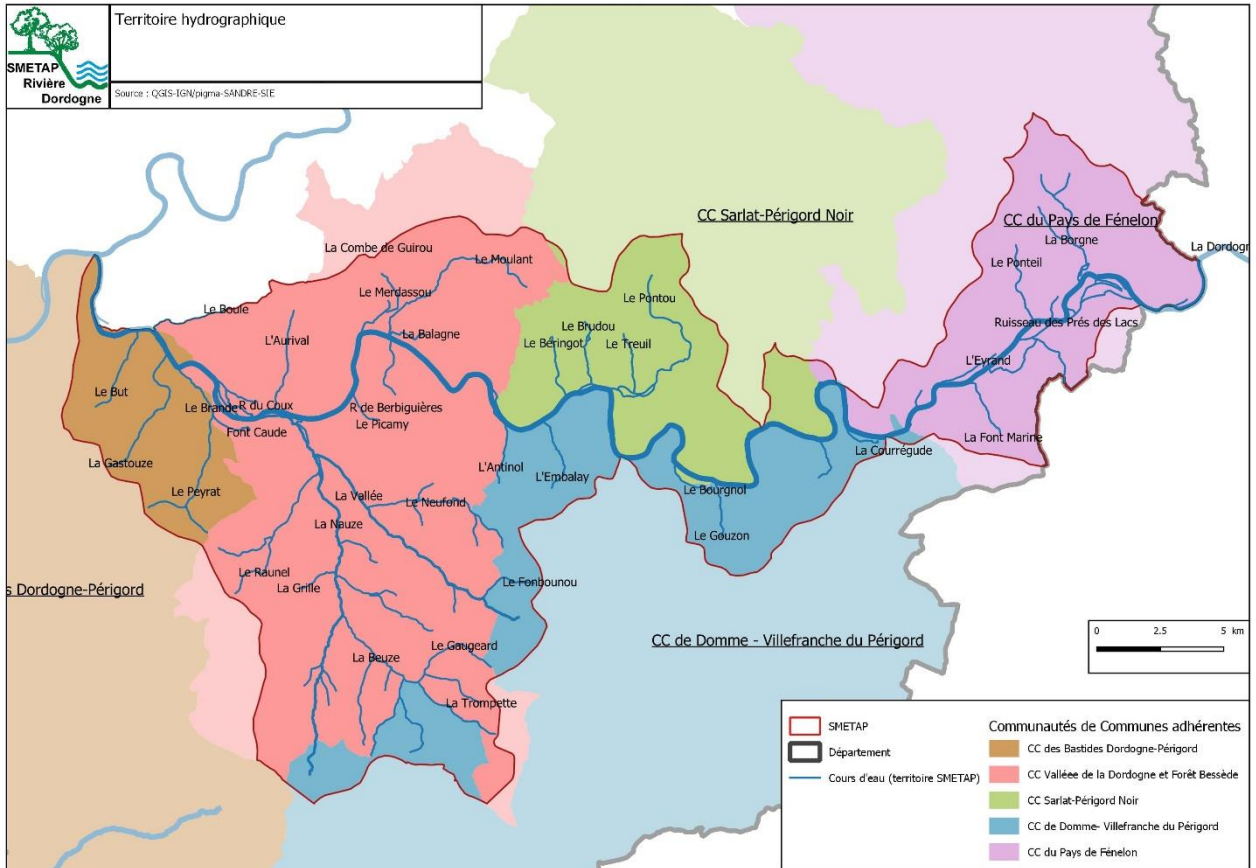 SMETAP
Rivière
Dordogne
Territoire hydrographique
Source : QGIS-IGN/pigma-SANDRE-SIE
CC Sarlat-Périgord Noir
CC du Pays de Fénelon
La Borgne
La Dordogn
Le Ponteil
La Combe de Guirou
Le Moulant
Le Merdassou
Le Pontou
Le Boule
L'Aurival
La Balagne
Le Brudou
Le Béringot
Le Treuil
Ruisseau des Prés des Lacs
L'Eyrand
Le But
Le Brande
R du Coux
R de Berbiguières
Font Caude
Le Picamy
La Font Marine
La Gastouze
La Courrégude
L'Antinol
L'Embalay
Le Peyrat
La Vallée
Le Neufond
Le Bourgnol
La Nauze
Le Gouzon
Le Raunel
La Grille
Le Fonbounou
s Dordogne-Périgord
CC de Domme - Villefranche du Périgord
Le Gaugeard
La Beuze
La Trompette
0 2.5 5 km
SMETAP
Département
Cours d'eau (territoire SMETAP)
Communautés de Communes adhérentes
CC des Bastides Dordogne-Périgord
CC Valléee de la Dordogne et Forêt Bessède
CC Sarlat-Périgord Noir
CC de Domme- Villefranche du Périgord
CC du Pays de Fénelon